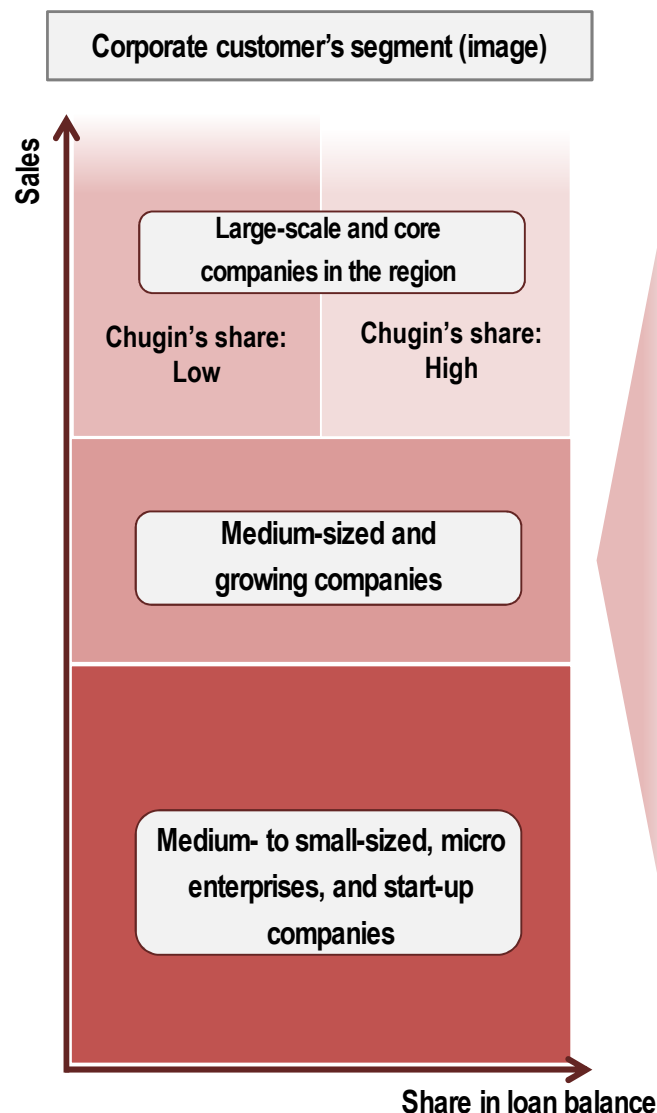 Corporate customer's segment (image)
Sales
Large-scale and core
companies in the region
Chugin's share:
Low
Chugin's share:
High
Medium-sized and
growing companies
Medium- to small-sized, micro
enterprises, and start-up
companies
Share in loan balance